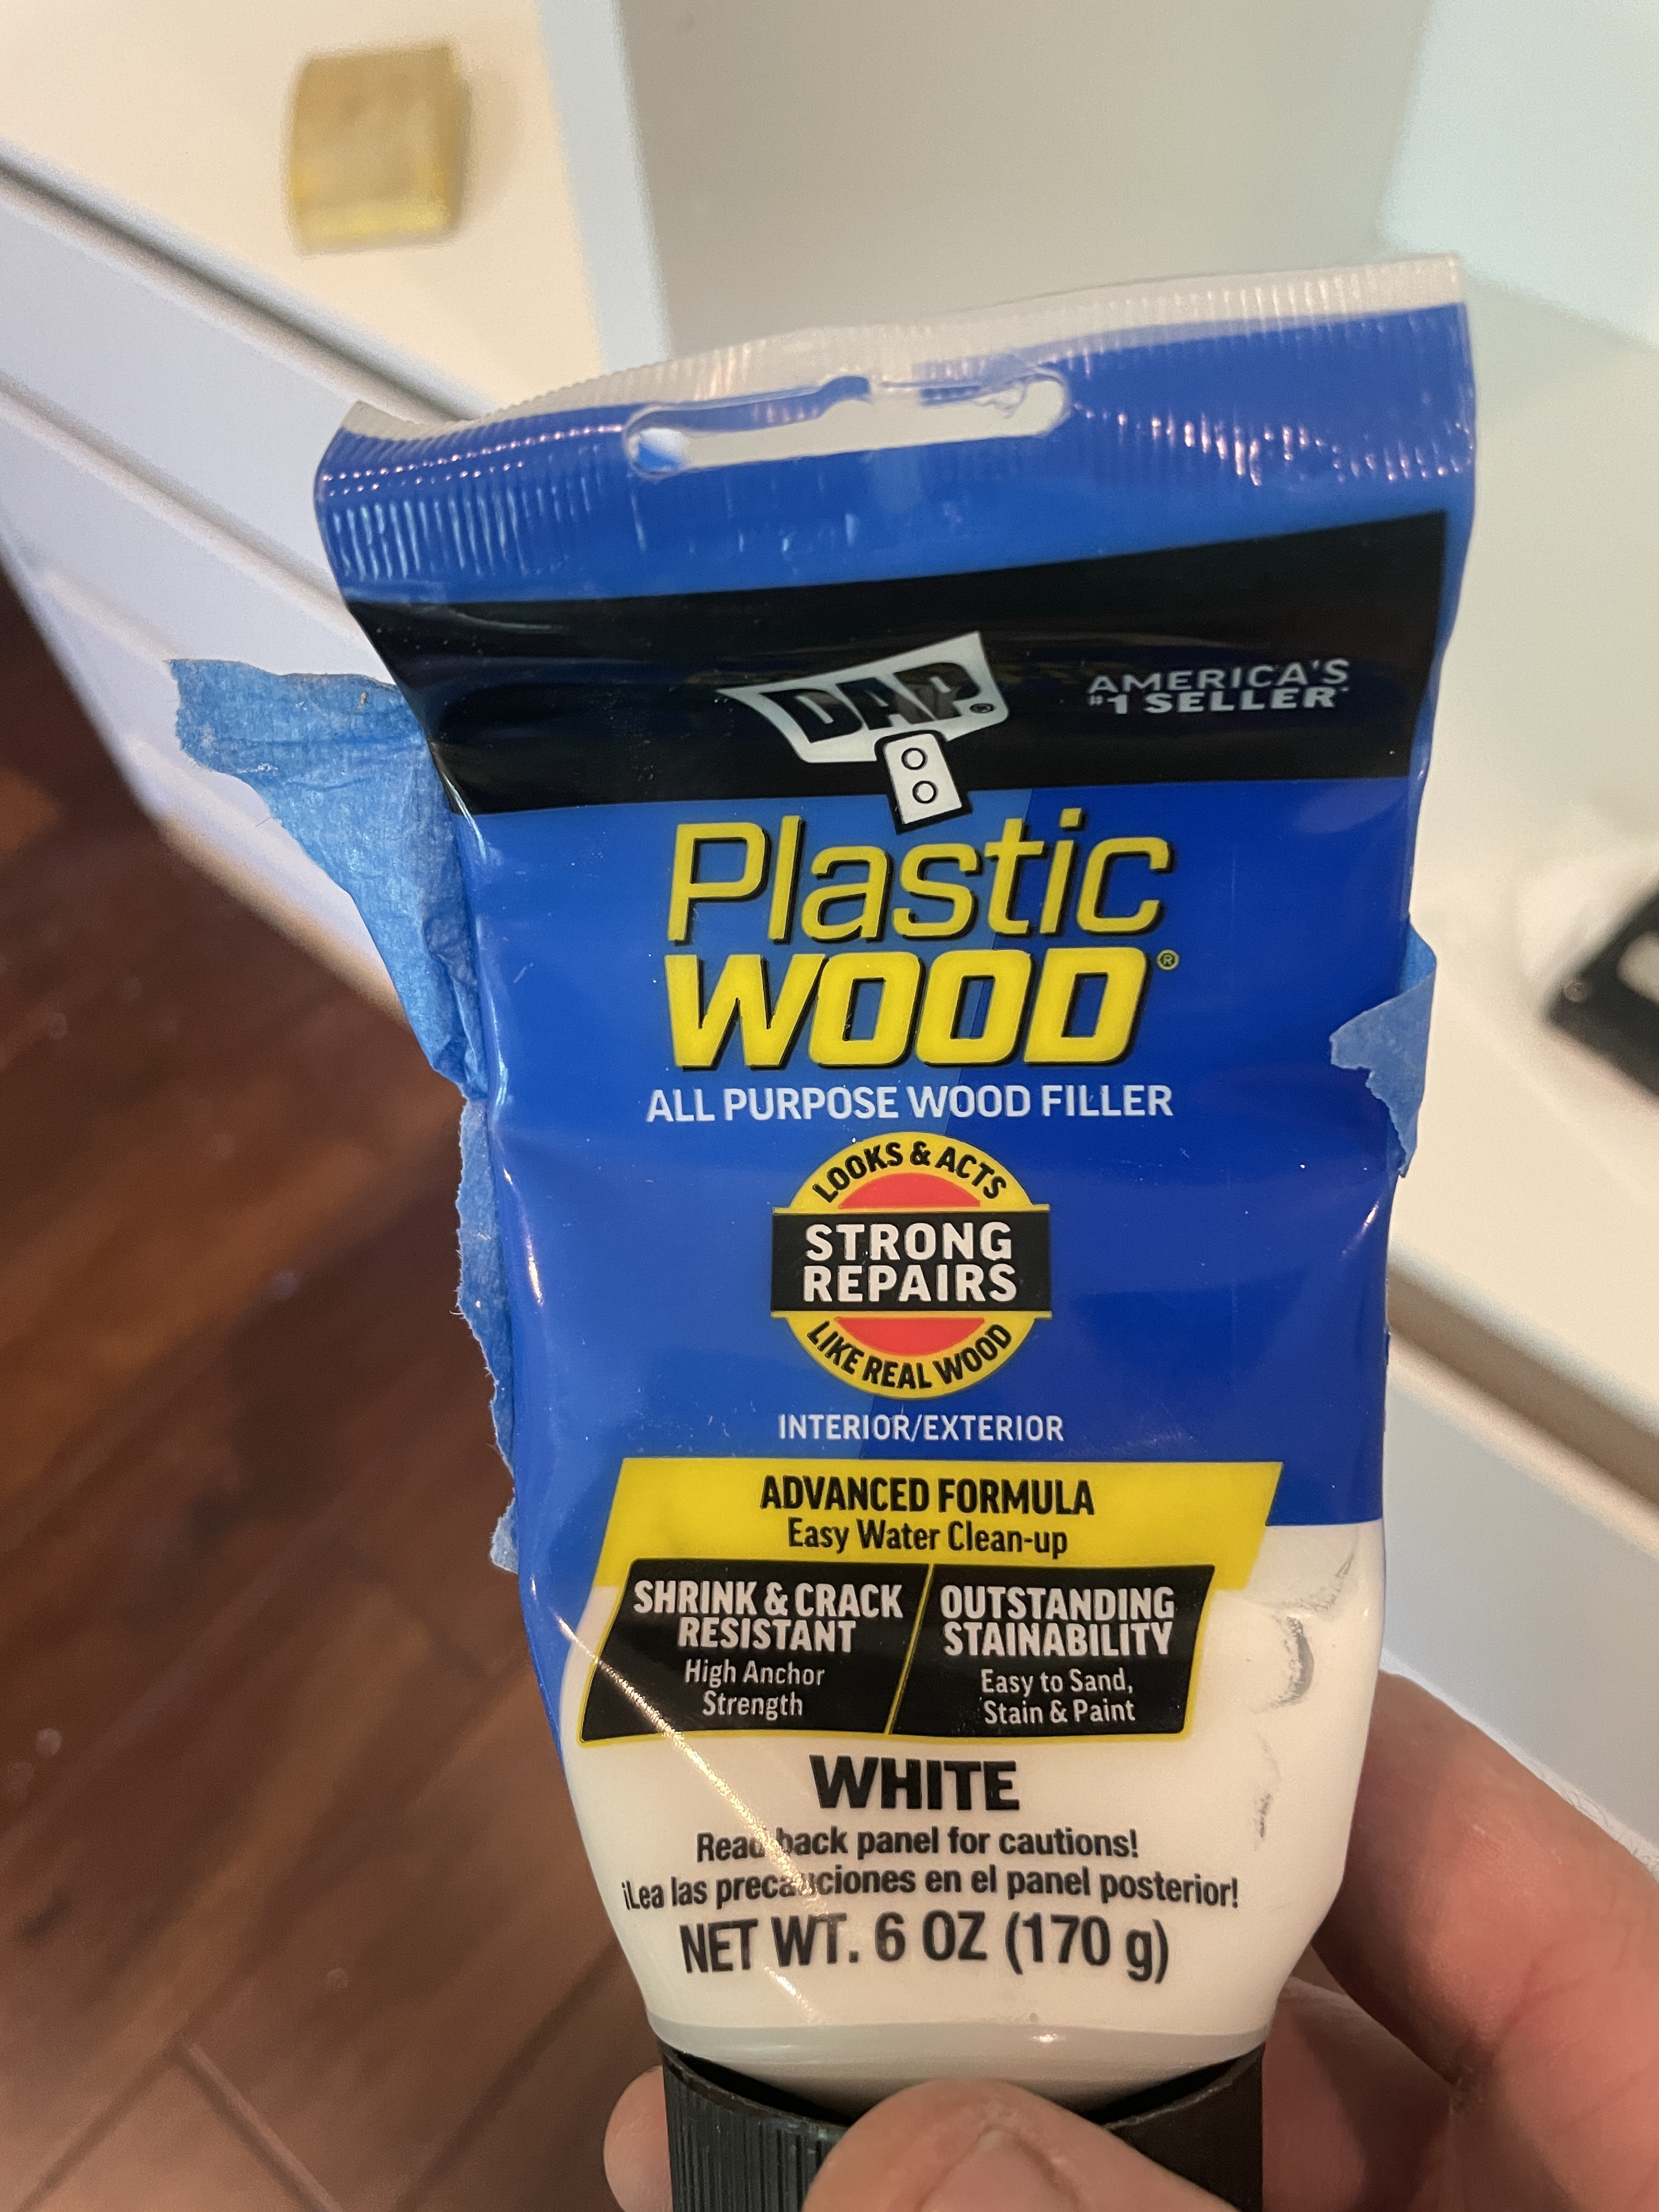 DAP®
AMERICA'S
#1 SELLER*
Plastic
WOOD®
ALL PURPOSE WOOD FILLER
LOOKS & ACTS
STRONG
REPAIRS
LIKE REAL WOOD
INTERIOR/EXTERIOR
ADVANCED FORMULA
Easy Water Clean-up
SHRINK & CRACK
RESISTANT
High Anchor
Strength
OUTSTANDING
STAINABILITY
Easy to Sand,
Stain & Paint
WHITE
Read back panel for cautions!
¡Lea las precauciones en el panel posterior!
NET WT. 6 OZ (170 g)